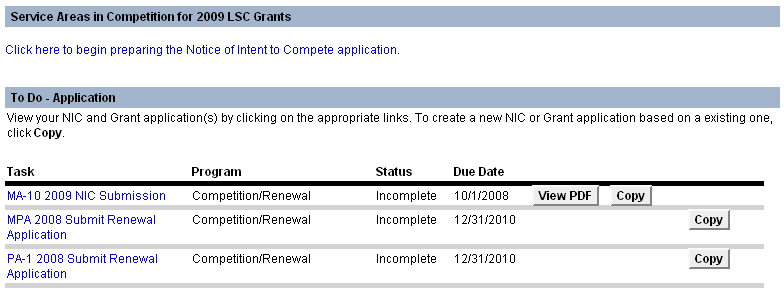 Service Areas in Competition for 2009 LSC Grants
Click here to begin preparing the Notice of Intent to Compete application.
To Do - Application
View your NIC and Grant application(s) by clicking on the appropriate links. To create a new NIC or Grant application based on a existing one,
click Copy.
Task Program Status Due Date
MA-10 2009 NIC Submission Competition/Renewal Incomplete 10/1/2008 View PDF Copy
MPA 2008 Submit Renewal Competition/Renewal Incomplete 12/31/2010 Copy
Application
PA-1 2008 Submit Renewal Competition/Renewal Incomplete 12/31/2010 Copy
Application